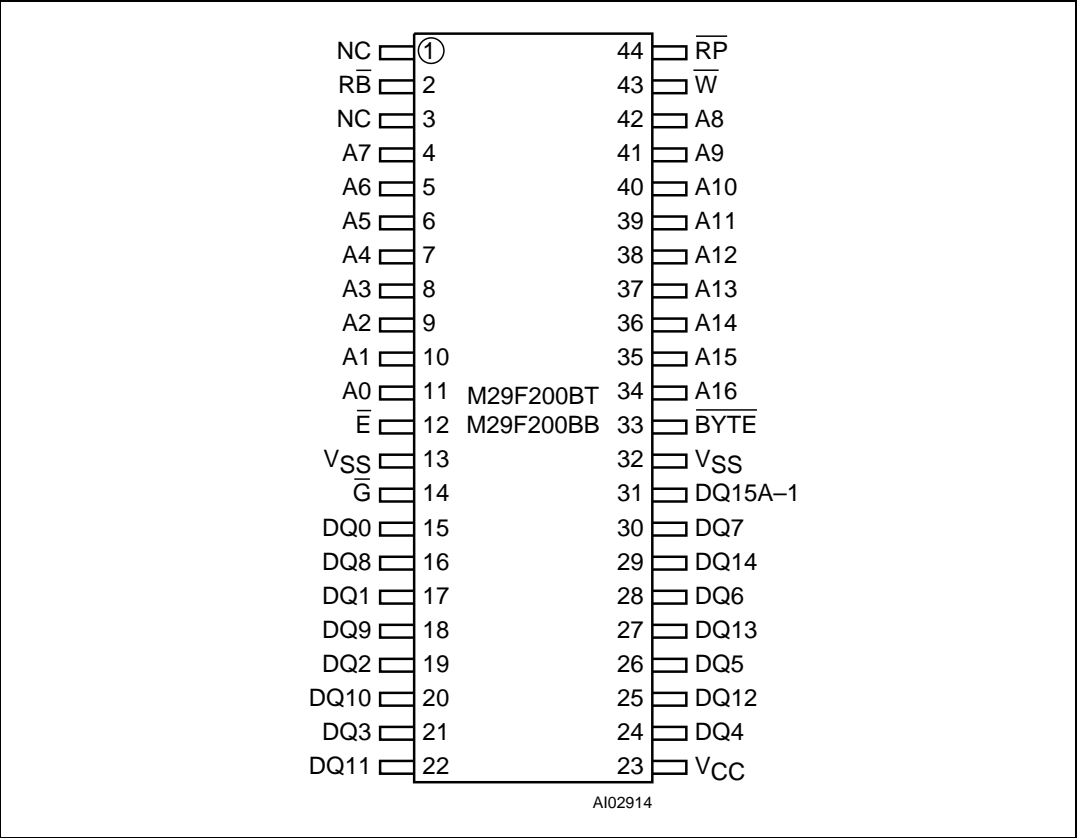 NC 1 44 R̅P̅
RB̅ 2 43 W̅
NC 3 42 A8
A7 4 41 A9
A6 5 40 A10
A5 6 39 A11
A4 7 38 A12
A3 8 37 A13
A2 9 36 A14
A1 10 35 A15
A0 11 M29F200BT 34 A16
E̅ 12 M29F200BB 33 B̅Y̅T̅E̅
VSS 13 32 VSS
G̅ 14 31 DQ15A–1
DQ0 15 30 DQ7
DQ8 16 29 DQ14
DQ1 17 28 DQ6
DQ9 18 27 DQ13
DQ2 19 26 DQ5
DQ10 20 25 DQ12
DQ3 21 24 DQ4
DQ11 22 23 VCC
AI02914